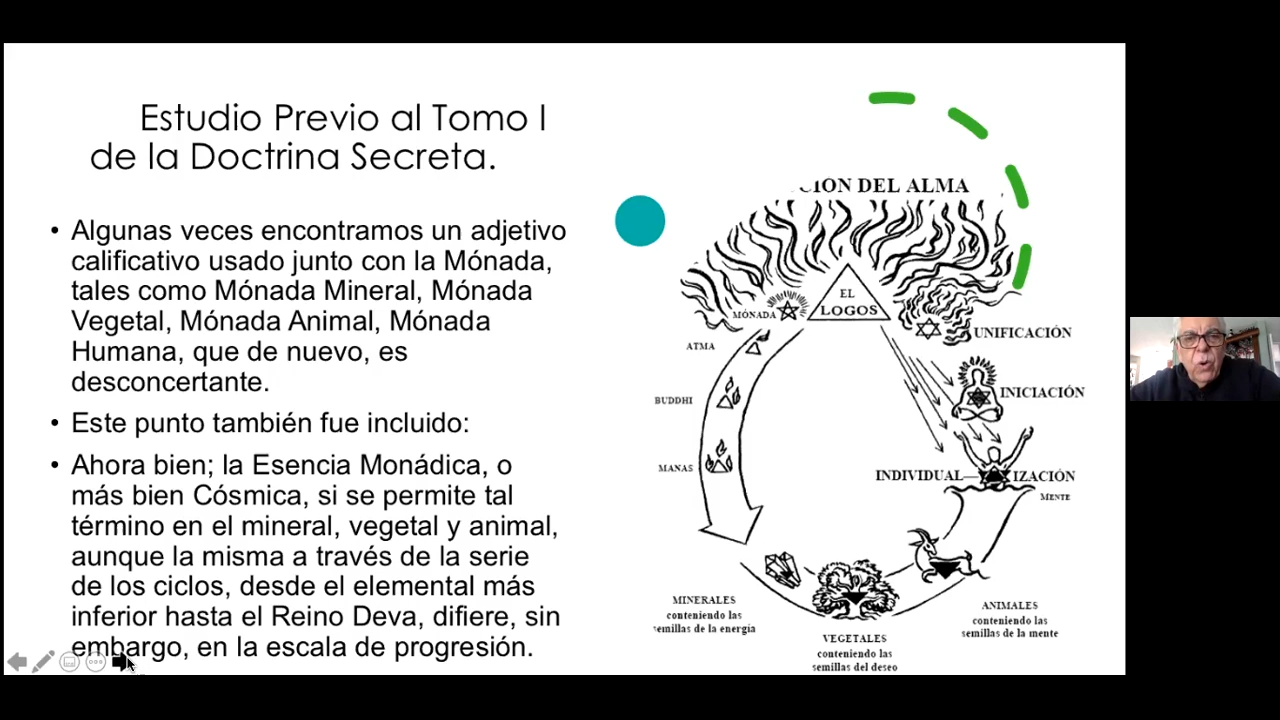 Estudio Previo al Tomo I
de la Doctrina Secreta.
• Algunas veces encontramos un adjetivo
calificativo usado junto con la Mónada,
tales como Mónada Mineral, Mónada
Vegetal, Mónada Animal, Mónada
Humana, que de nuevo, es
desconcertante.
• Este punto también fue incluido:
• Ahora bien; la Esencia Monádica, o
más bien Cósmica, si se permite tal
término en el mineral, vegetal y animal,
aunque la misma a través de la serie
de los ciclos, desde el elemental más
inferior hasta el Reino Deva, difiere, sin
embargo, en la escala de progresión.
CIÓN DEL ALMA
EL
LOGOS
MÓNADA
ATMA
BUDDHI
MANAS
UNIFICACIÓN
INICIACIÓN
INDIVIDUAL—IZACIÓN
MENTE
MINERALES
conteniendo las
semillas de la energía
VEGETALES
conteniendo las
semillas del deseo
ANIMALES
conteniendo las
semillas de la mente